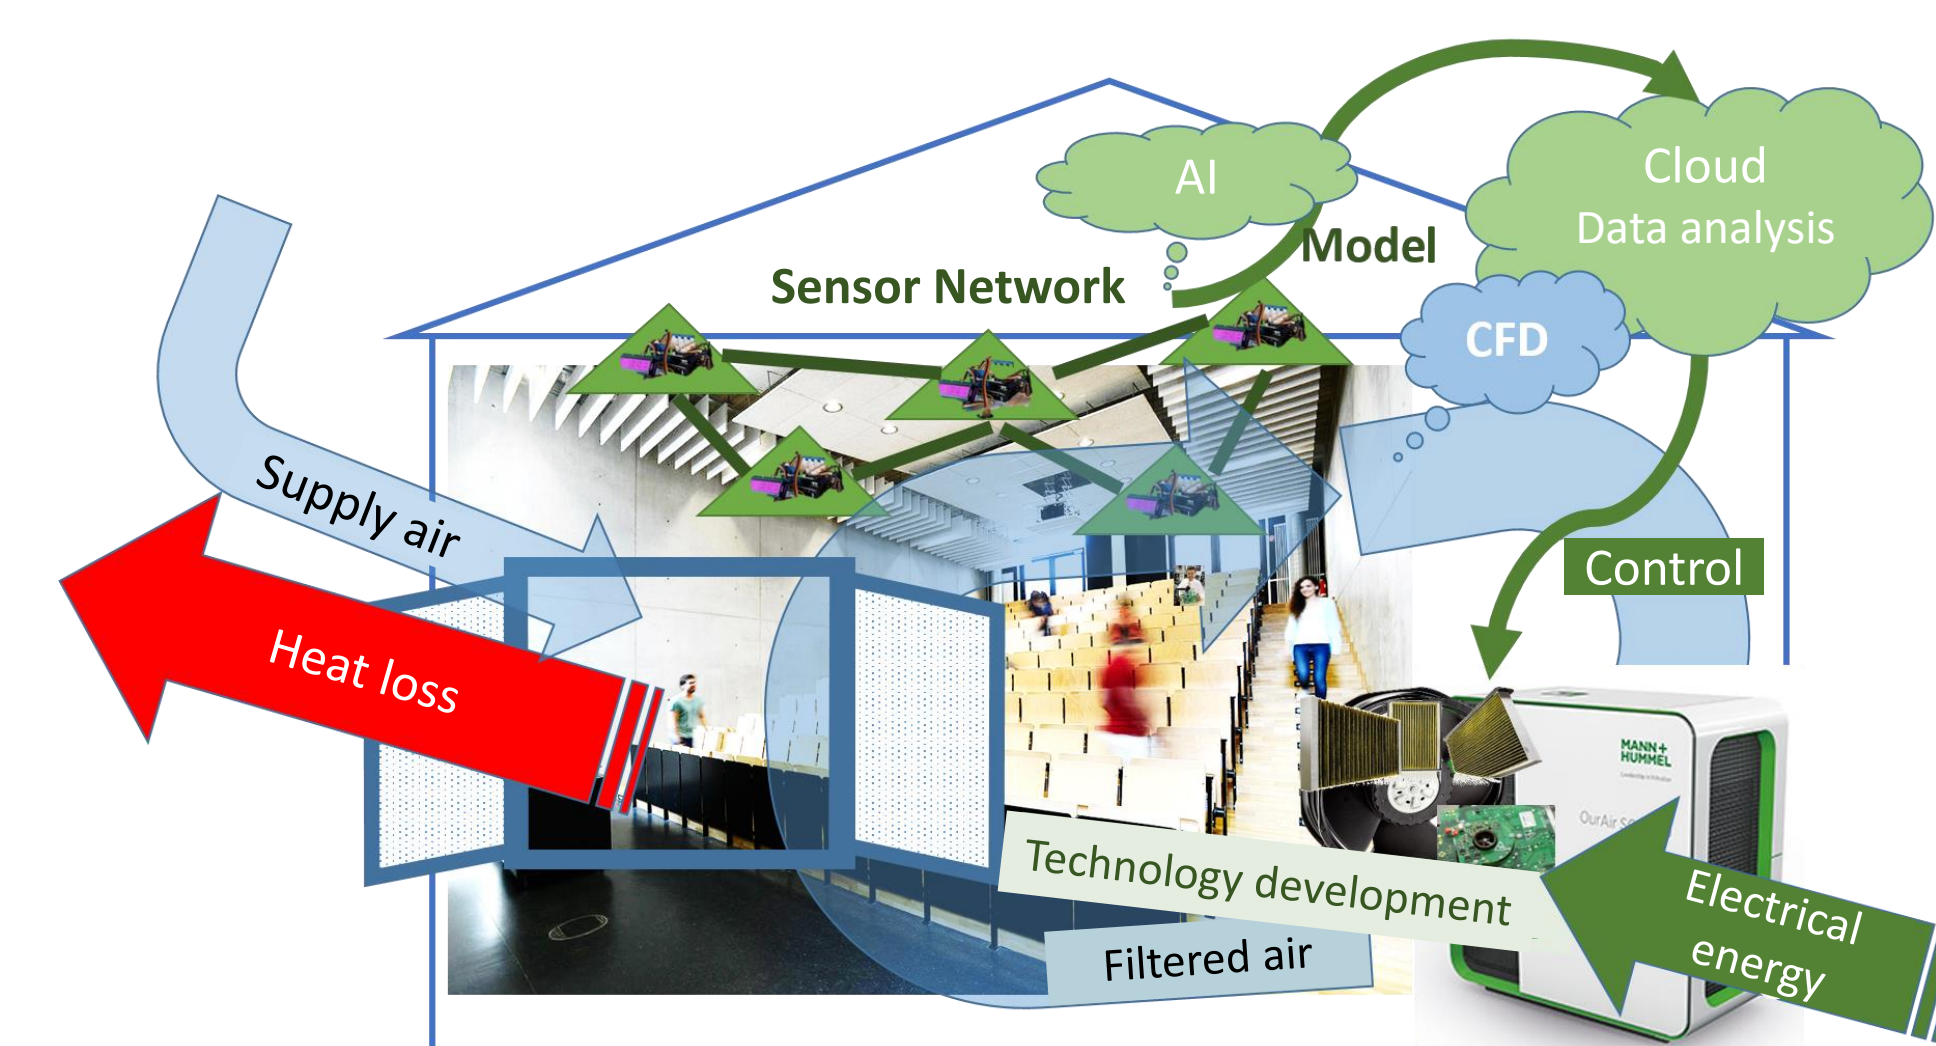 AI
Cloud
Data analysis
Model
Sensor Network
CFD
Supply air
Control
Heat loss
MANN+
HUMMEL
OurAir
Technology development
Electrical
energy
Filtered air